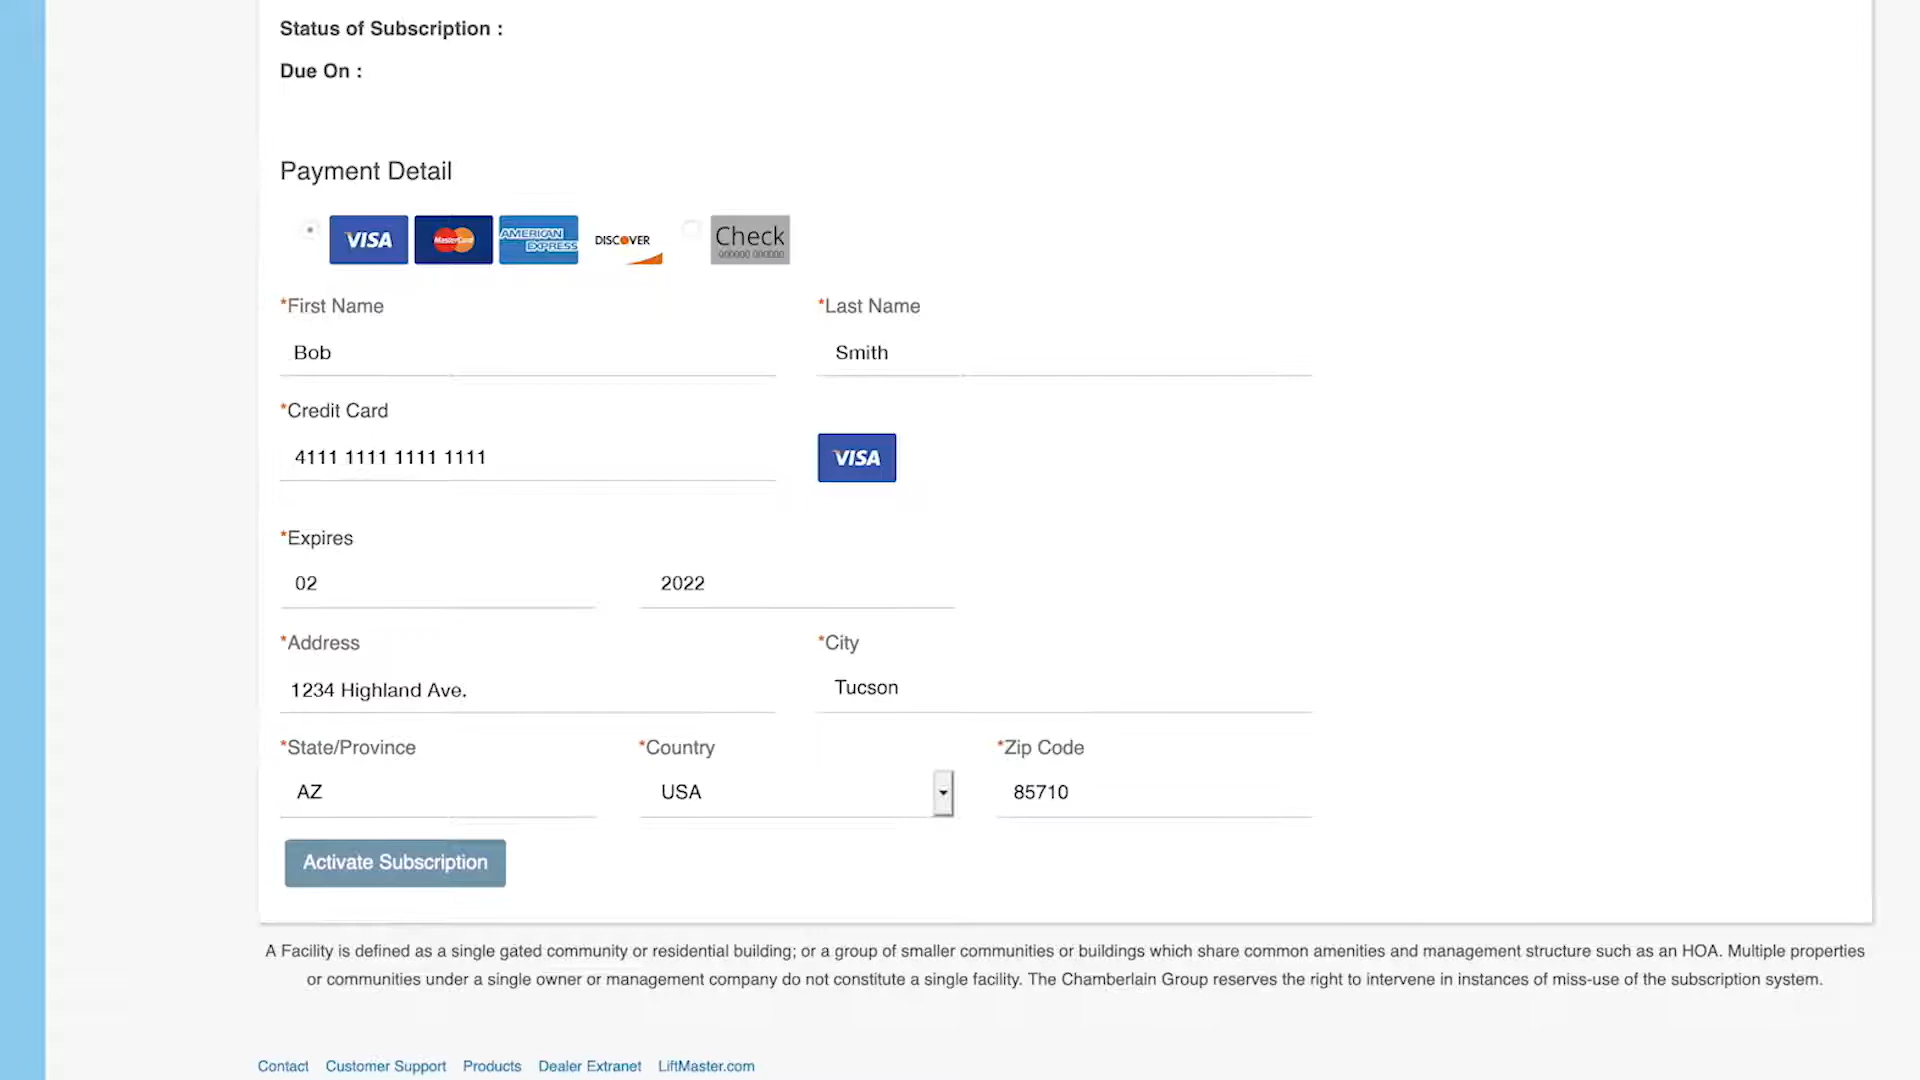 Status of Subscription :
Due On :
Payment Detail
VISA MasterCard AMERICAN EXPRESS DISCOVER Check
*First Name *Last Name
Bob Smith
*Credit Card
4111 1111 1111 1111 VISA
*Expires
02 2022
*Address *City
1234 Highland Ave. Tucson
*State/Province *Country *Zip Code
AZ USA 85710
Activate Subscription
A Facility is defined as a single gated community or residential building; or a group of smaller communities or buildings which share common amenities and management structure such as an HOA. Multiple properties
or communities under a single owner or management company do not constitute a single facility. The Chamberlain Group reserves the right to intervene in instances of miss-use of the subscription system.
Contact Customer Support Products Dealer Extranet LiftMaster.com